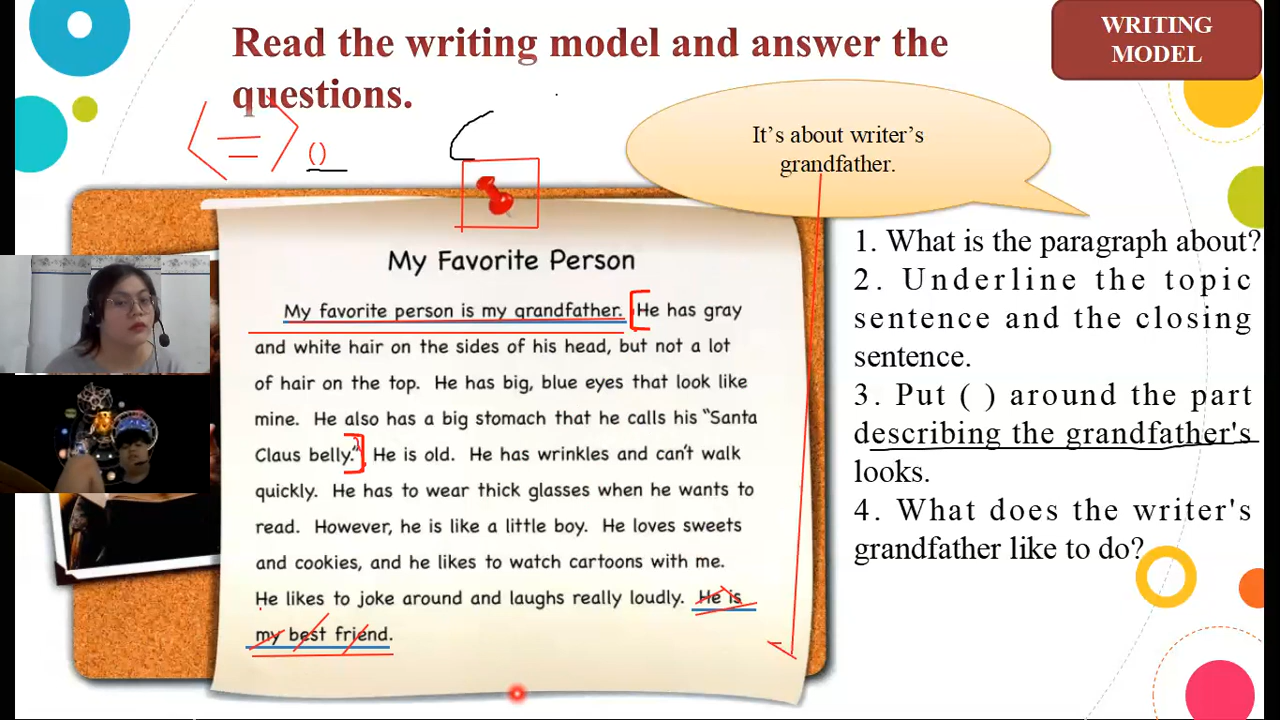 Read the writing model and answer the
questions.
WRITING
MODEL
()
It's about writer's
grandfather.
My Favorite Person
My favorite person is my grandfather. He has gray
and white hair on the sides of his head, but not a lot
of hair on the top. He has big, blue eyes that look like
mine. He also has a big stomach that he calls his "Santa
Claus belly." He is old. He has wrinkles and can't walk
quickly. He has to wear thick glasses when he wants to
read. However, he is like a little boy. He loves sweets
and cookies, and he likes to watch cartoons with me.
He likes to joke around and laughs really loudly. He is
my best friend.
1. What is the paragraph about?
2. Underline the topic
sentence and the closing
sentence.
3. Put ( ) around the part
describing the grandfather's
looks.
4. What does the writer's
grandfather like to do?